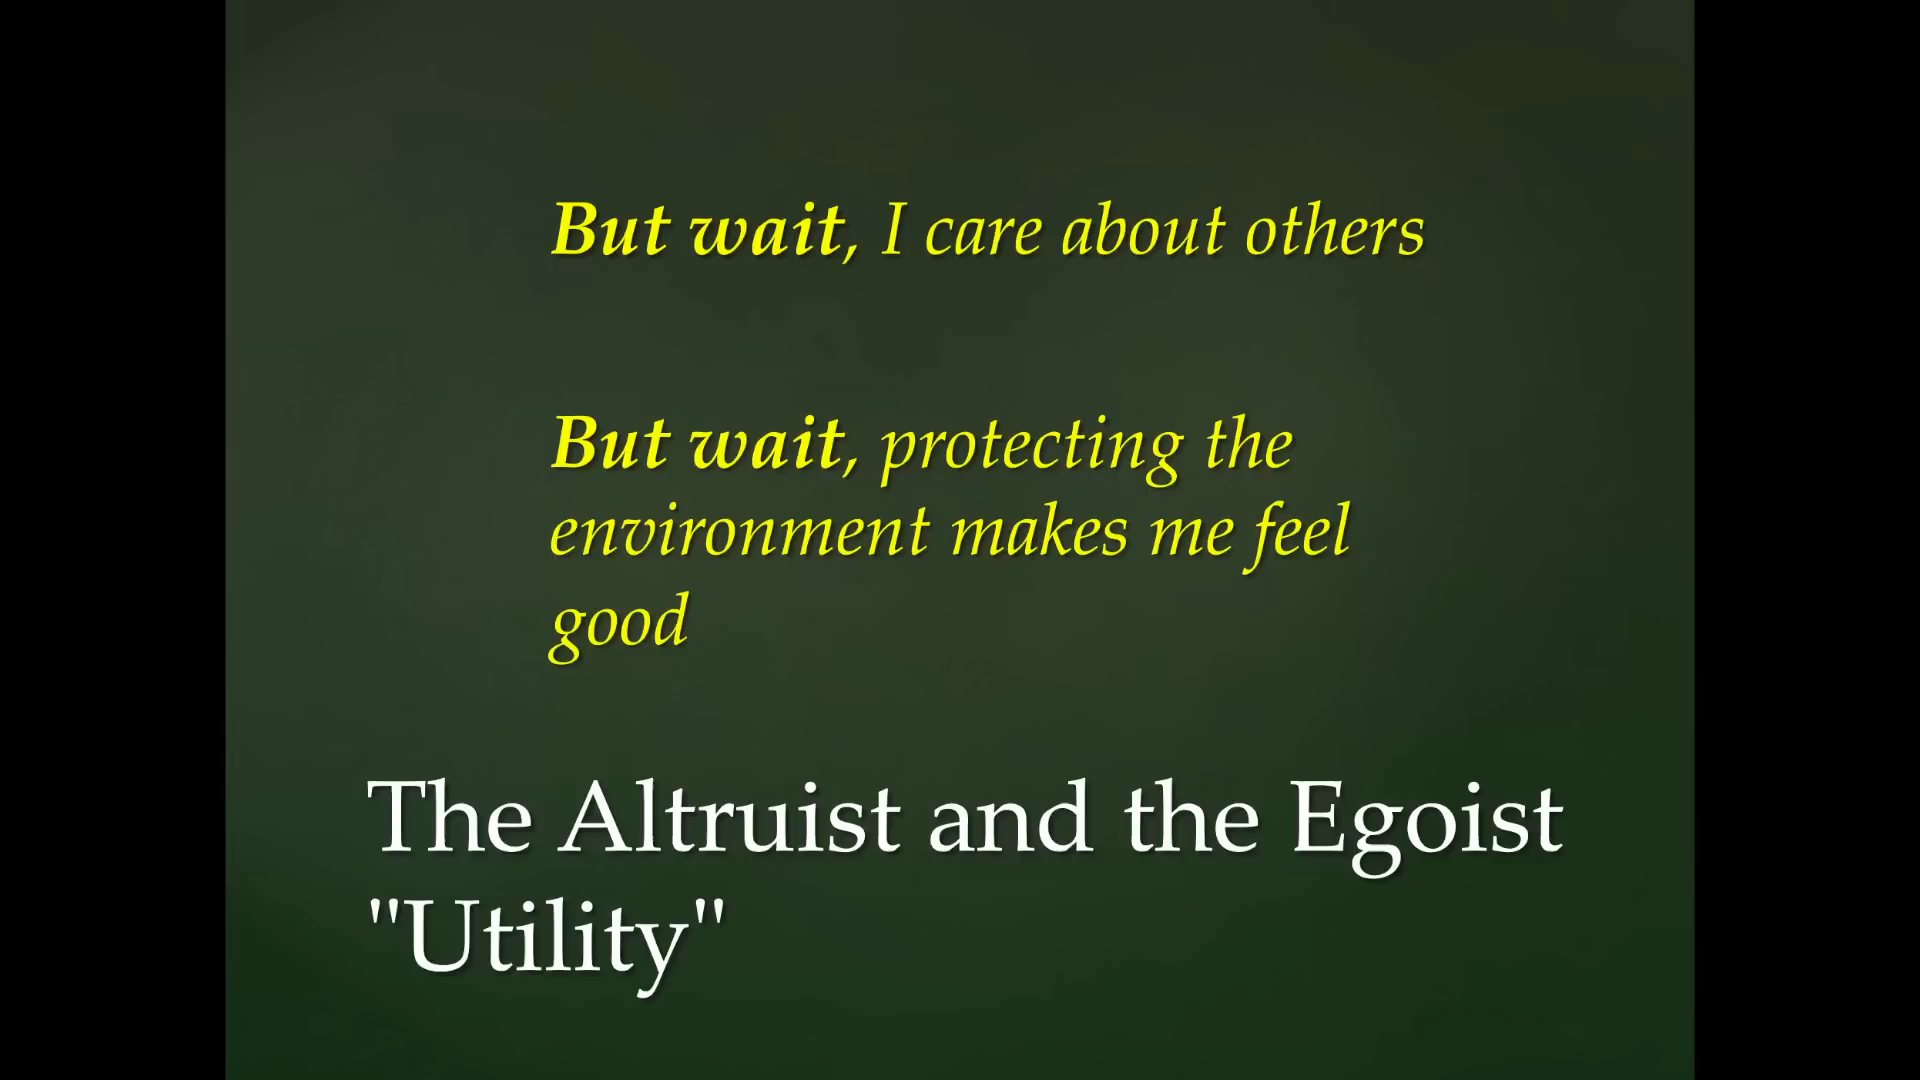 But wait, I care about others
But wait, protecting the
environment makes me feel
good
The Altruist and the Egoist
"Utility"